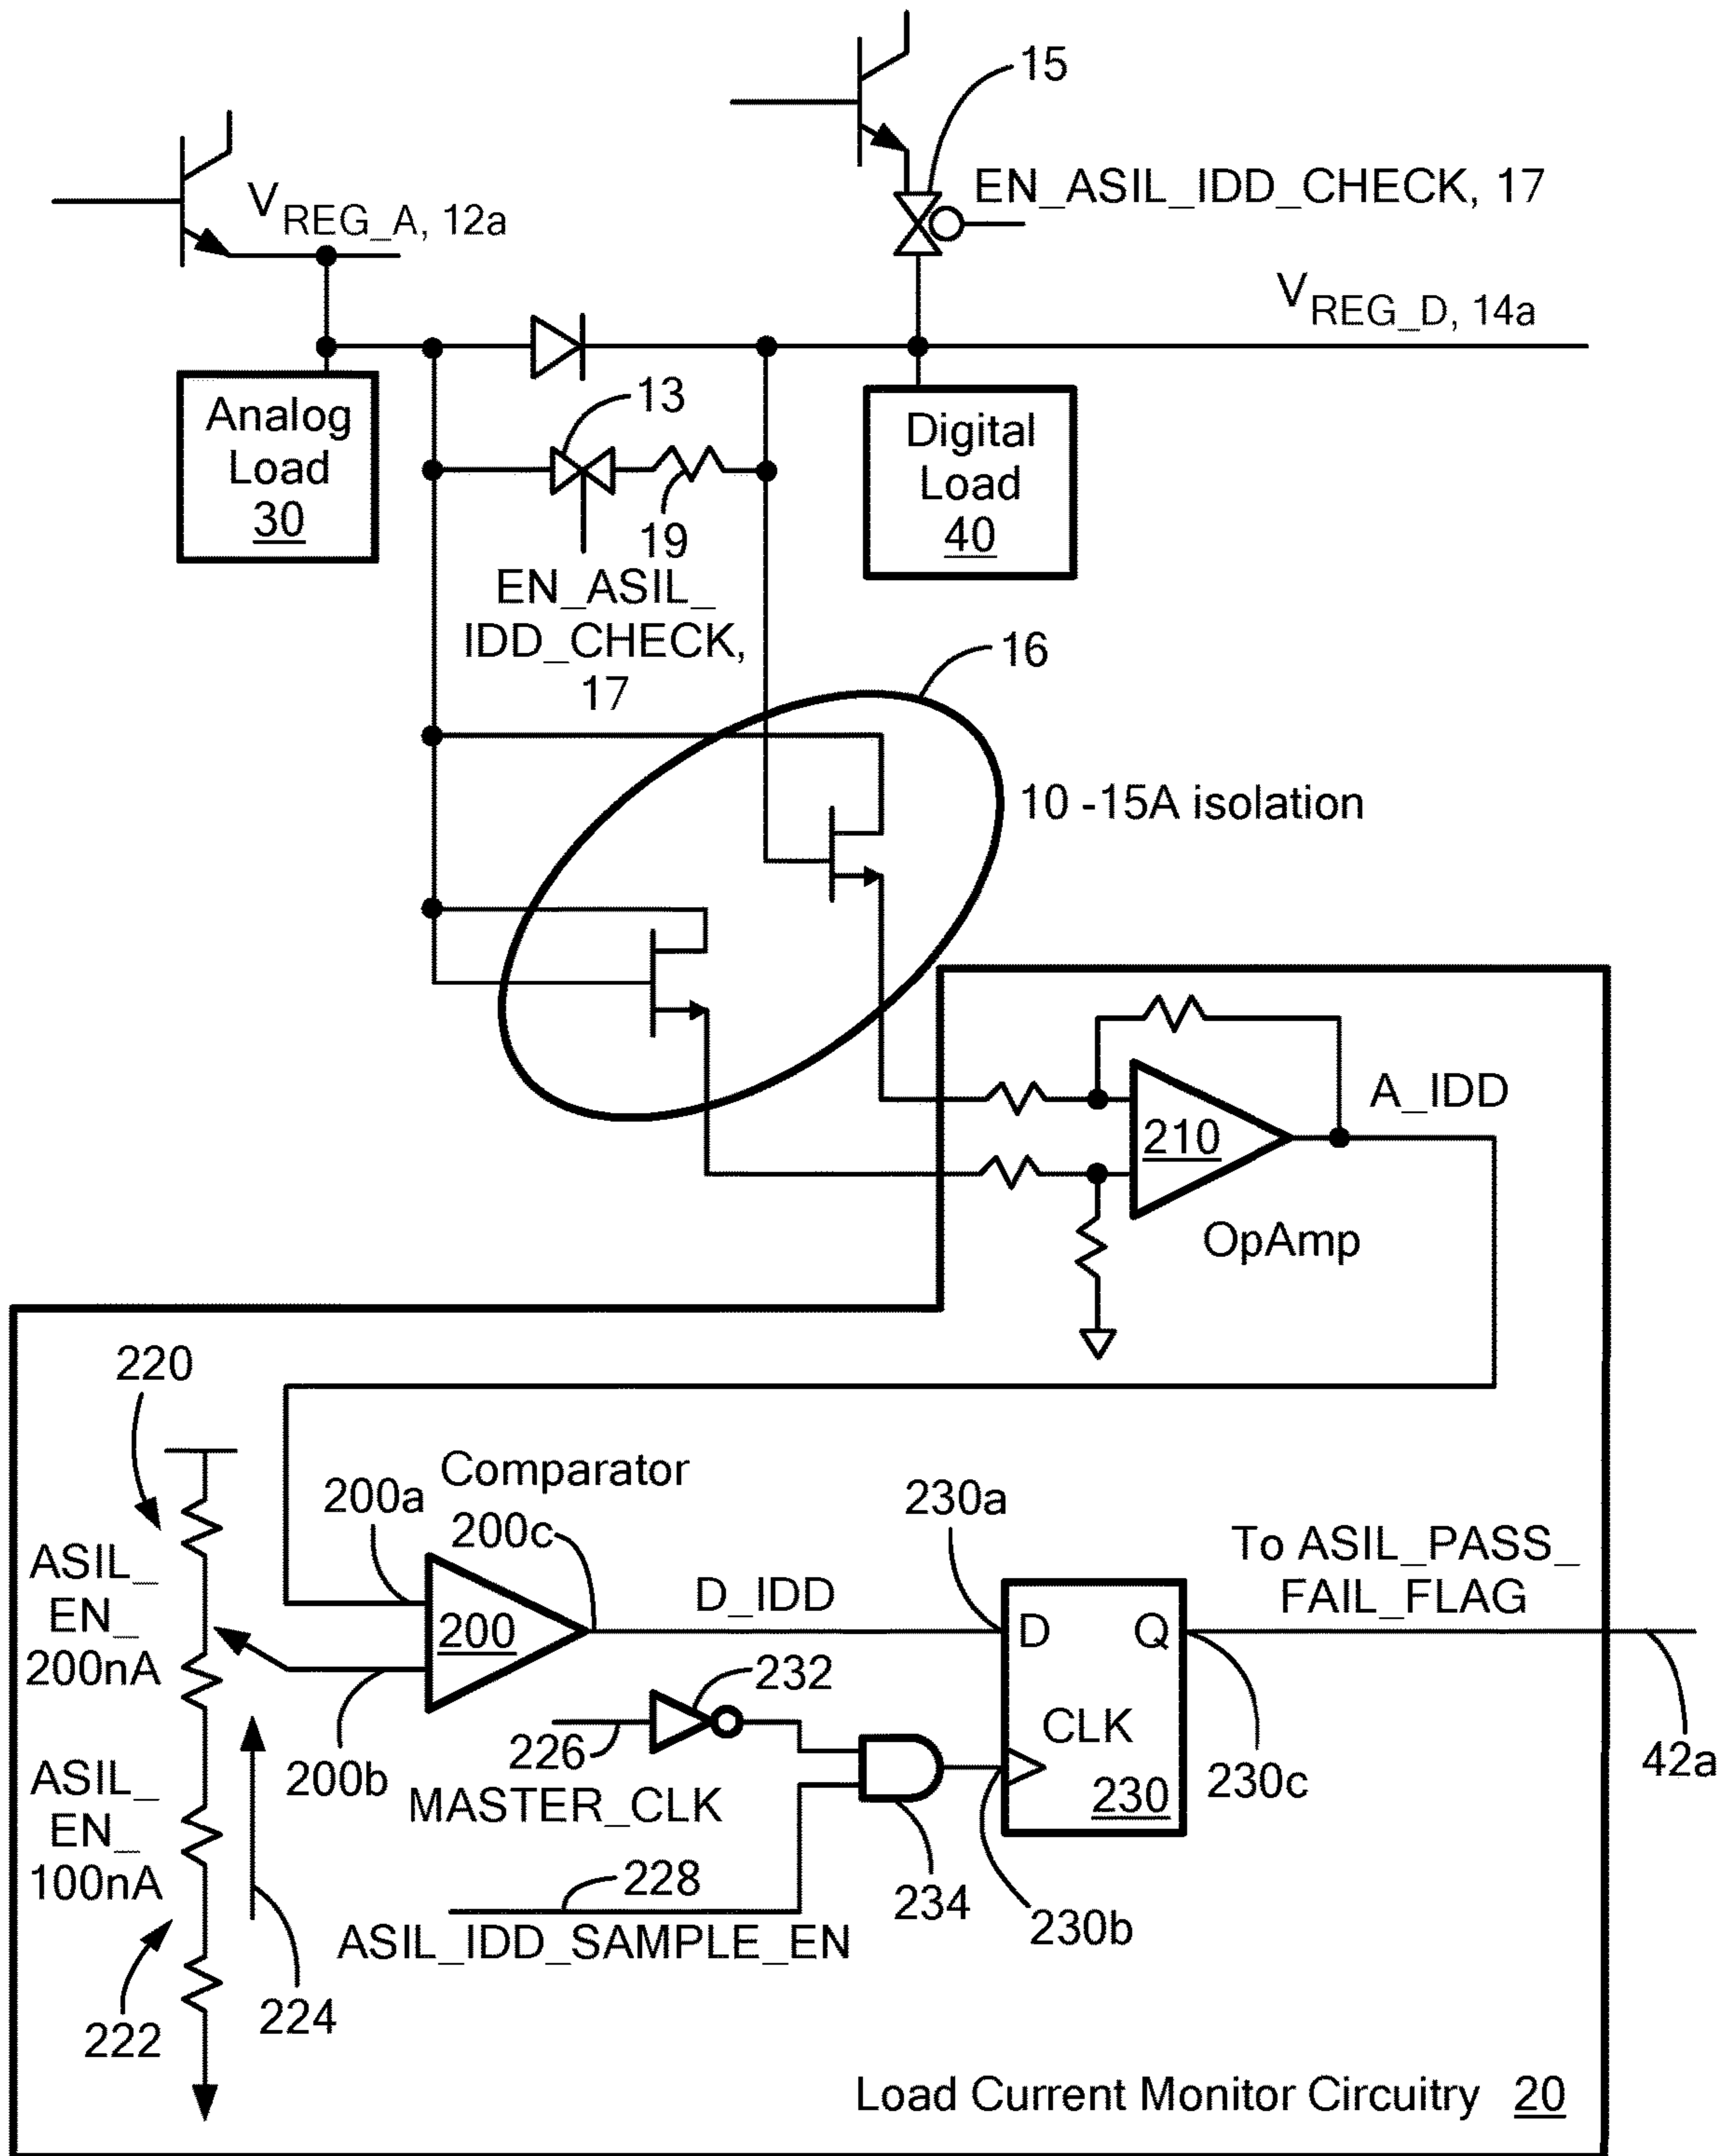 15
EN_ASIL_IDD_CHECK, 17
V REG_A, 12a
V REG_D, 14a
Analog
Load
30
13
19
Digital
Load
40
EN_ASIL_
IDD_CHECK,
17
16
10 -15A isolation
A_IDD
210
OpAmp
220
Comparator
200a
200c
230a
To ASIL_PASS_
FAIL_FLAG
ASIL_
EN_
200nA
200
D_IDD
D
Q
232
CLK
226
MASTER_CLK
200b
230
230c
42a
ASIL_
EN_
100nA
228
ASIL_IDD_SAMPLE_EN
234
230b
222
224
Load Current Monitor Circuitry 20